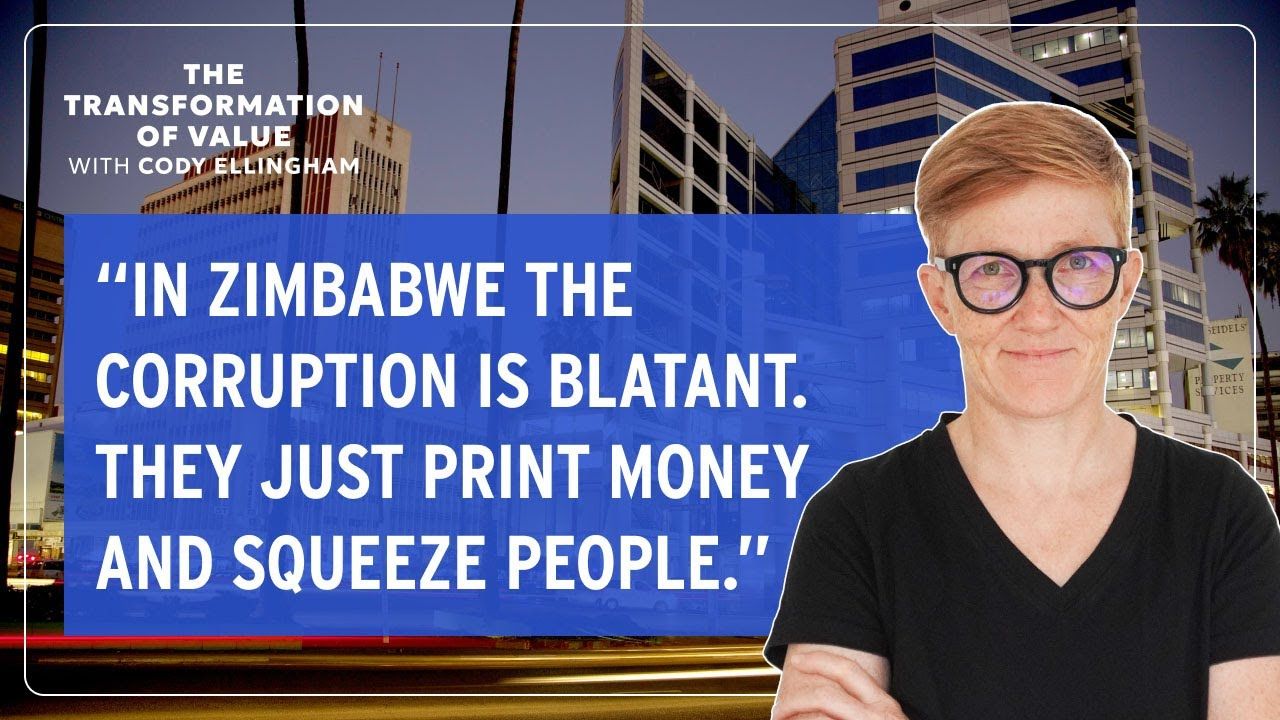 THE
TRANSFORMATION
OF VALUE
WITH CODY ELLINGHAM
“IN ZIMBABWE THE
CORRUPTION IS BLATANT.
THEY JUST PRINT MONEY
AND SQUEEZE PEOPLE.”
SEIDELS'
PROPERTY
SERVICES